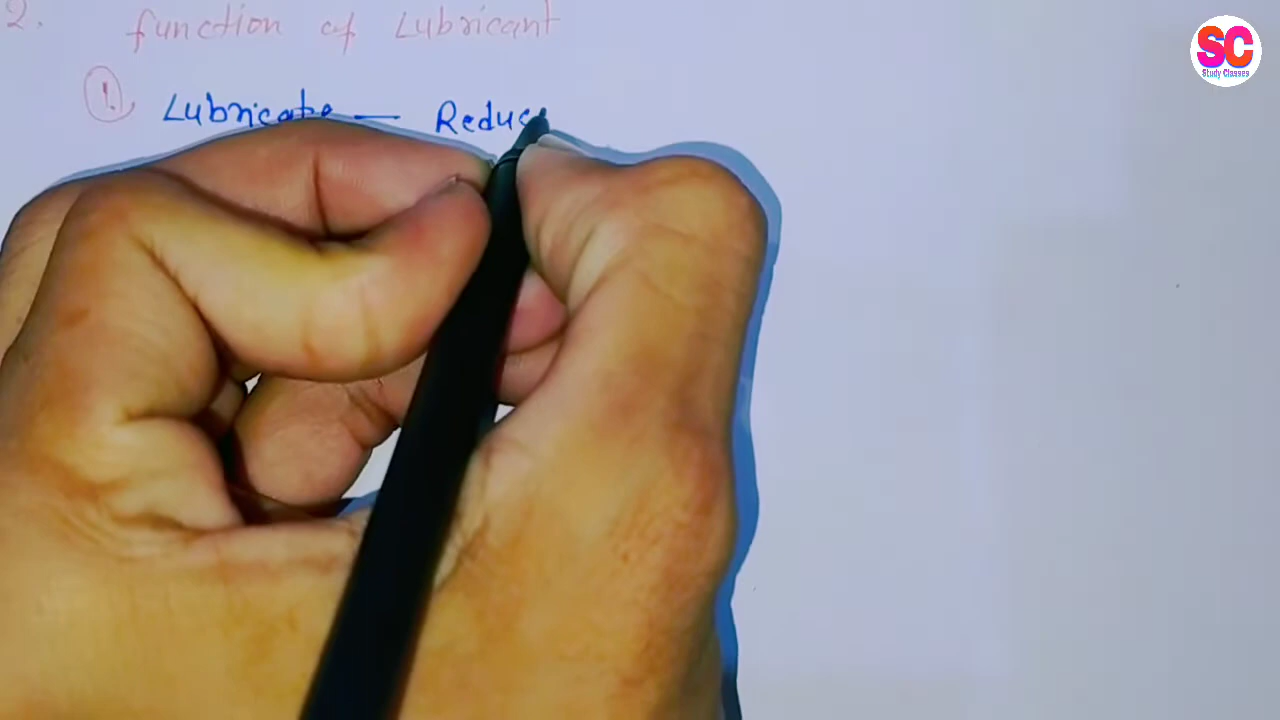 2. function of Lubricant
1. Lubricate — Reduc
SC
Study Classes